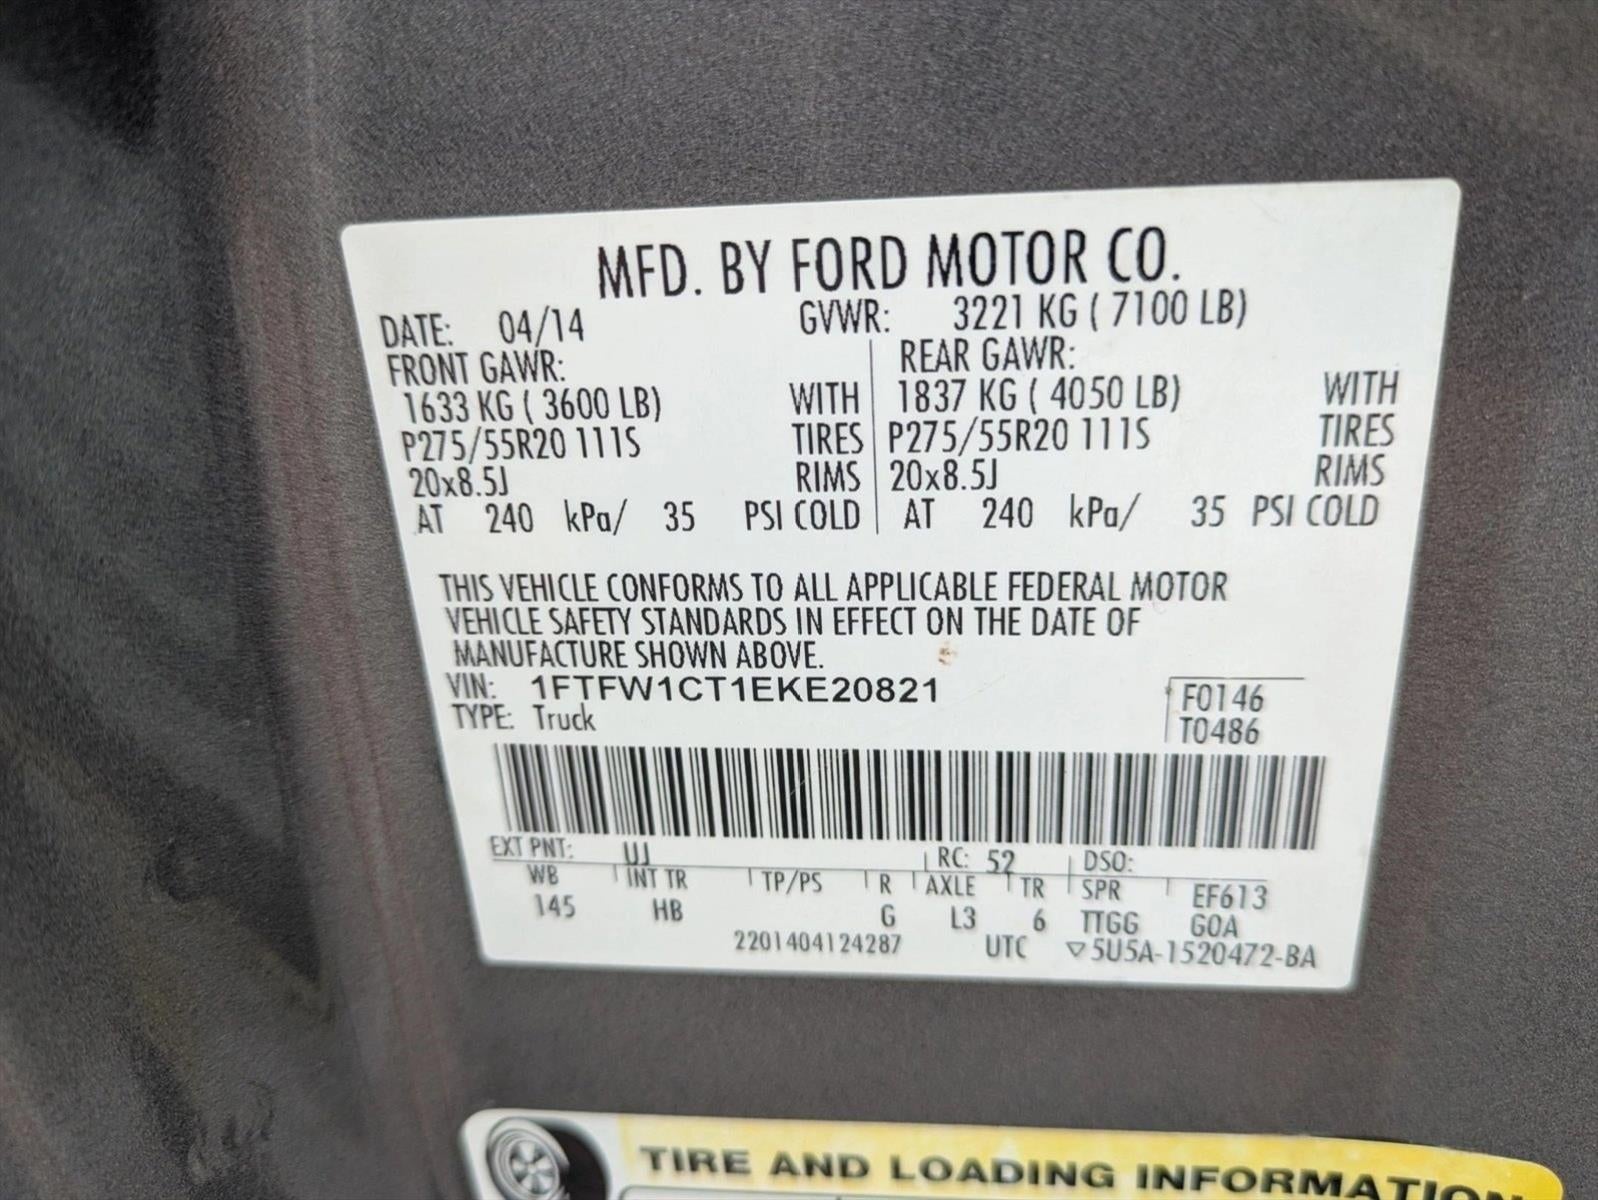 MFD. BY FORD MOTOR CO.
DATE: 04/14 GVWR: 3221 KG ( 7100 LB)
FRONT GAWR: REAR GAWR:
1633 KG ( 3600 LB) WITH 1837 KG ( 4050 LB) WITH
P275/55R20 111S TIRES P275/55R20 111S TIRES
20x8.5J RIMS 20x8.5J RIMS
AT 240 kPa/ 35 PSI COLD AT 240 kPa/ 35 PSI COLD
THIS VEHICLE CONFORMS TO ALL APPLICABLE FEDERAL MOTOR
VEHICLE SAFETY STANDARDS IN EFFECT ON THE DATE OF
MANUFACTURE SHOWN ABOVE.
VIN: 1FTFW1CT1EKE20821 F0146
TYPE: Truck T0486
EXT PNT: UJ RC: 52 DSO:
WB INT TR TP/PS R AXLE TR SPR EF613
145 HB G L3 6 TTGG GOA
2201404124287 UTC ▽5U5A-1520472-BA
TIRE AND LOADING INFORMATION